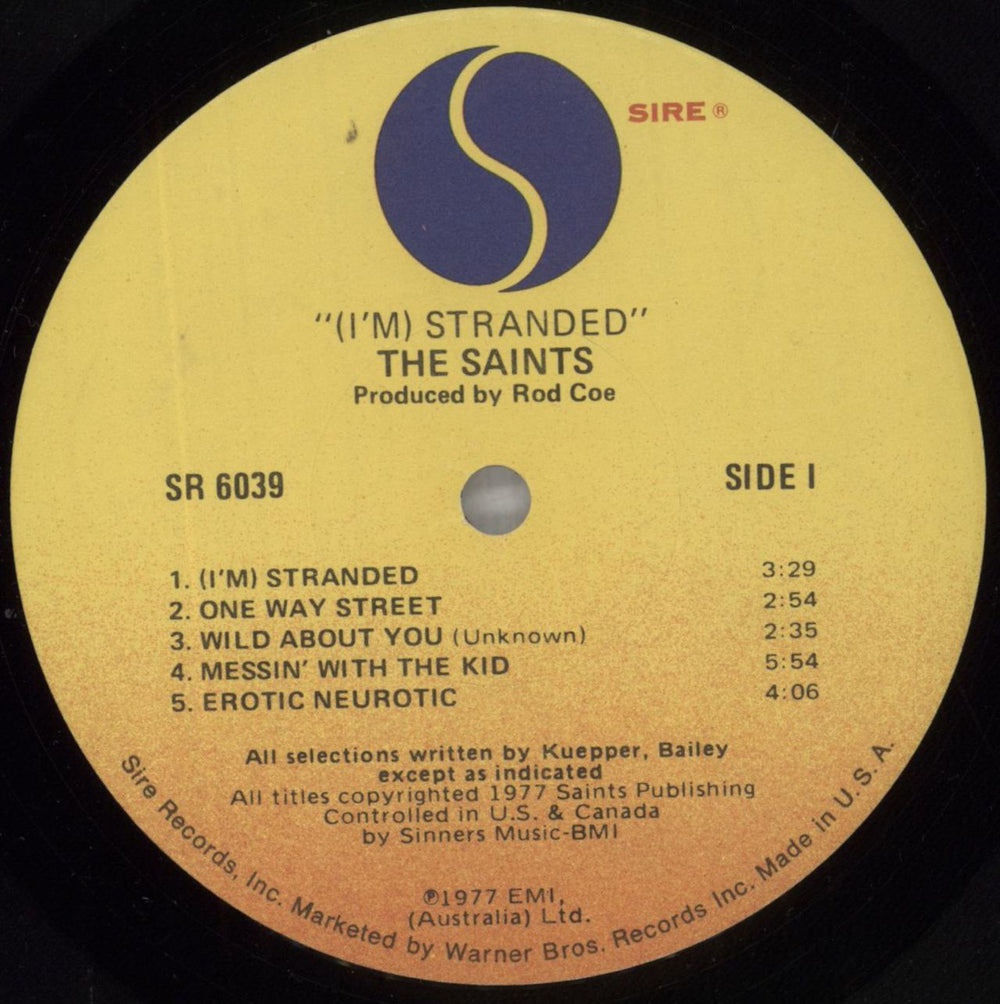 SIRE ®
"(I'M) STRANDED"
THE SAINTS
Produced by Rod Coe
SR 6039
SIDE I
1. (I'M) STRANDED 3:29
2. ONE WAY STREET 2:54
3. WILD ABOUT YOU (Unknown) 2:35
4. MESSIN' WITH THE KID 5:54
5. EROTIC NEUROTIC 4:06
All selections written by Kuepper, Bailey
except as indicated
All titles copyrighted 1977 Saints Publishing
Controlled in U.S. & Canada
by Sinners Music-BMI
℗1977 EMI,
(Australia) Ltd.
Sire Records, Inc. Marketed by Warner Bros. Records Inc. Made in U. S. A.